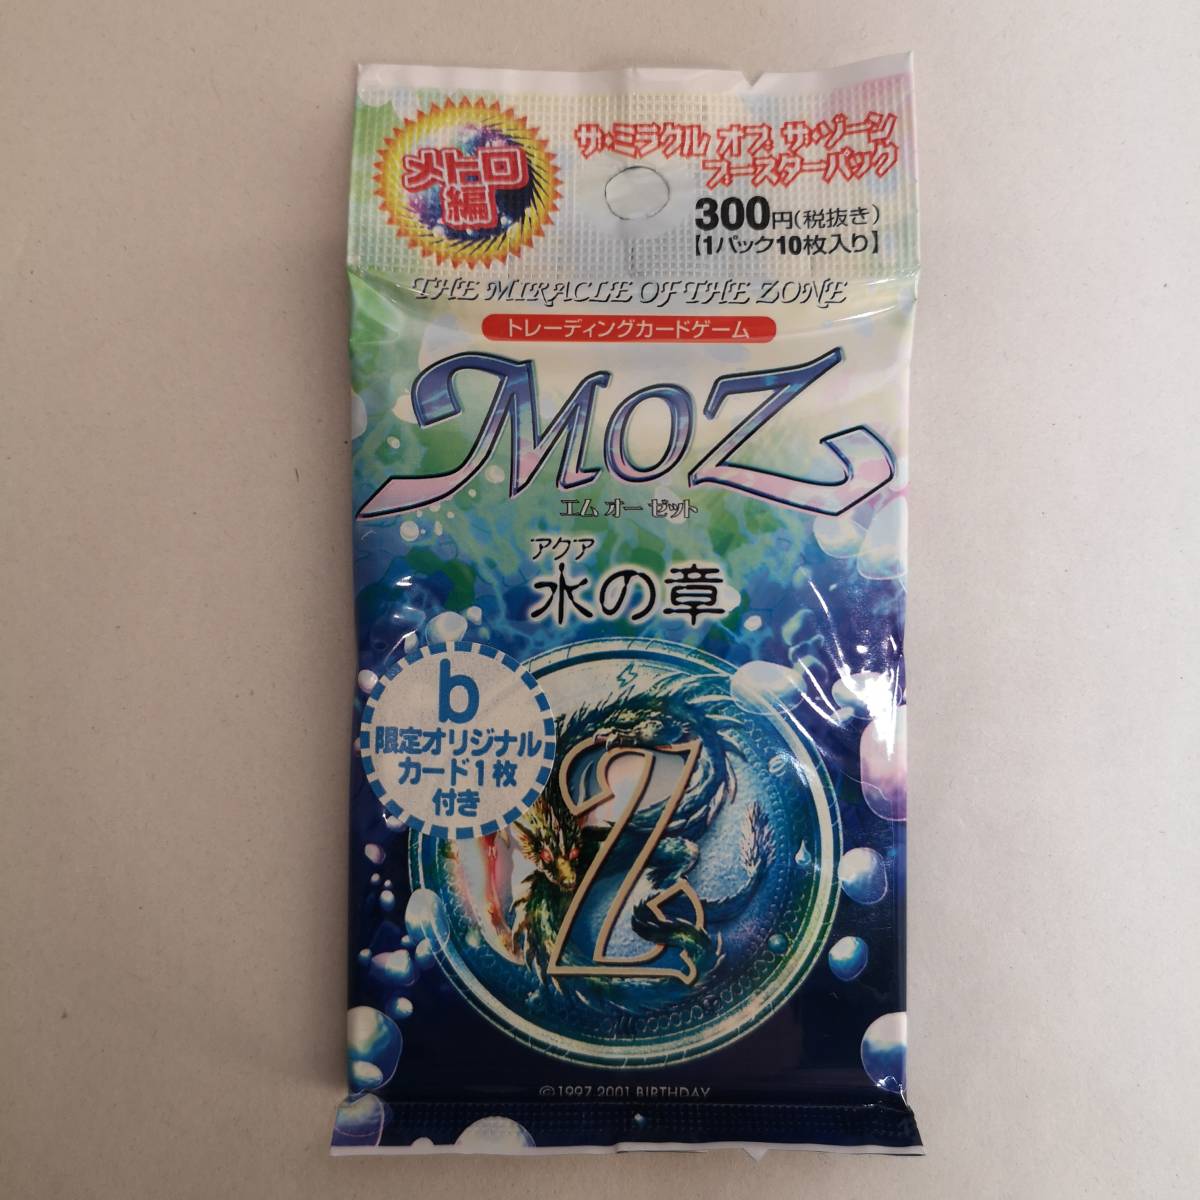 メトロ
編
ザ・ミラクル オブ ザ・ゾーン
ブースターパック
300円(税抜き)
【1パック10枚入り】
THE MIRACLE OF THE ZONE
トレーディングカードゲーム
MOZ
エム オー ゼット
アクア
水の章
b
限定オリジナル
カード1枚
付き
Z
©1997,2001 BIRTHDAY